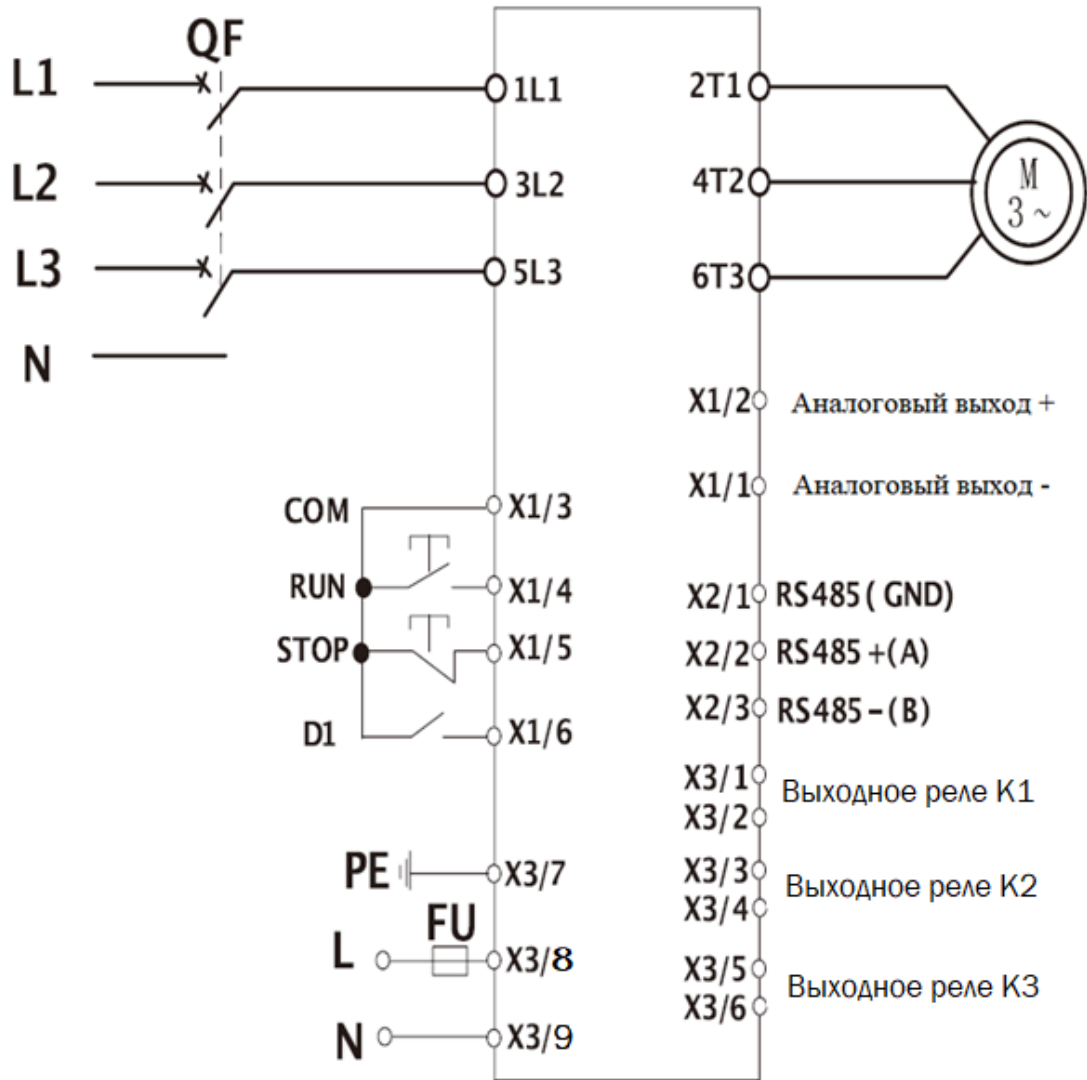 QF
L1
1L1
2T1
L2
3L2
4T2
M
3 ~
L3
5L3
6T3
N
X1/2
Аналоговый выход +
X1/1
Аналоговый выход -
COM
X1/3
RUN
X1/4
X2/1
RS485 ( GND)
STOP
X1/5
X2/2
RS485 +(A)
X2/3
RS485 -(B)
D1
X1/6
X3/1
Выходное реле K1
X3/2
PE
X3/7
X3/3
Выходное реле K2
X3/4
FU
L
X3/8
X3/5
Выходное реле K3
X3/6
N
X3/9